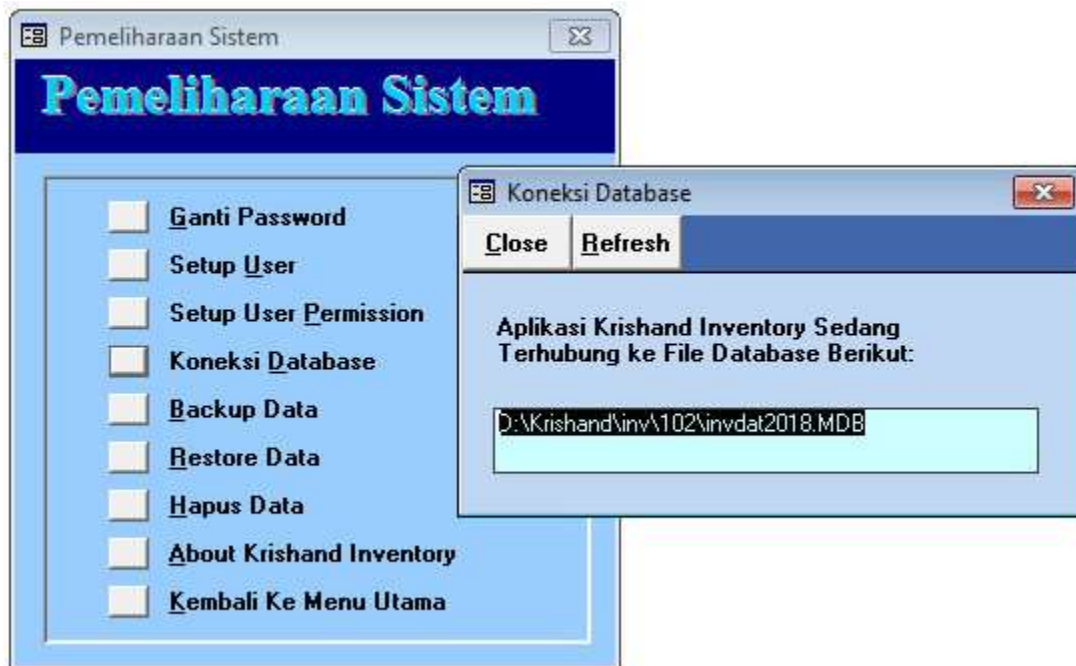 Pemeliharaan Sistem
Pemeliharaan Sistem
Ganti Password
Setup User
Setup User Permission
Koneksi Database
Backup Data
Restore Data
Hapus Data
About Krishand Inventory
Kembali Ke Menu Utama
Koneksi Database
Close Refresh
Aplikasi Krishand Inventory Sedang
Terhubung ke File Database Berikut:
D:\Krishand\inv\102\invdat2018.MDB